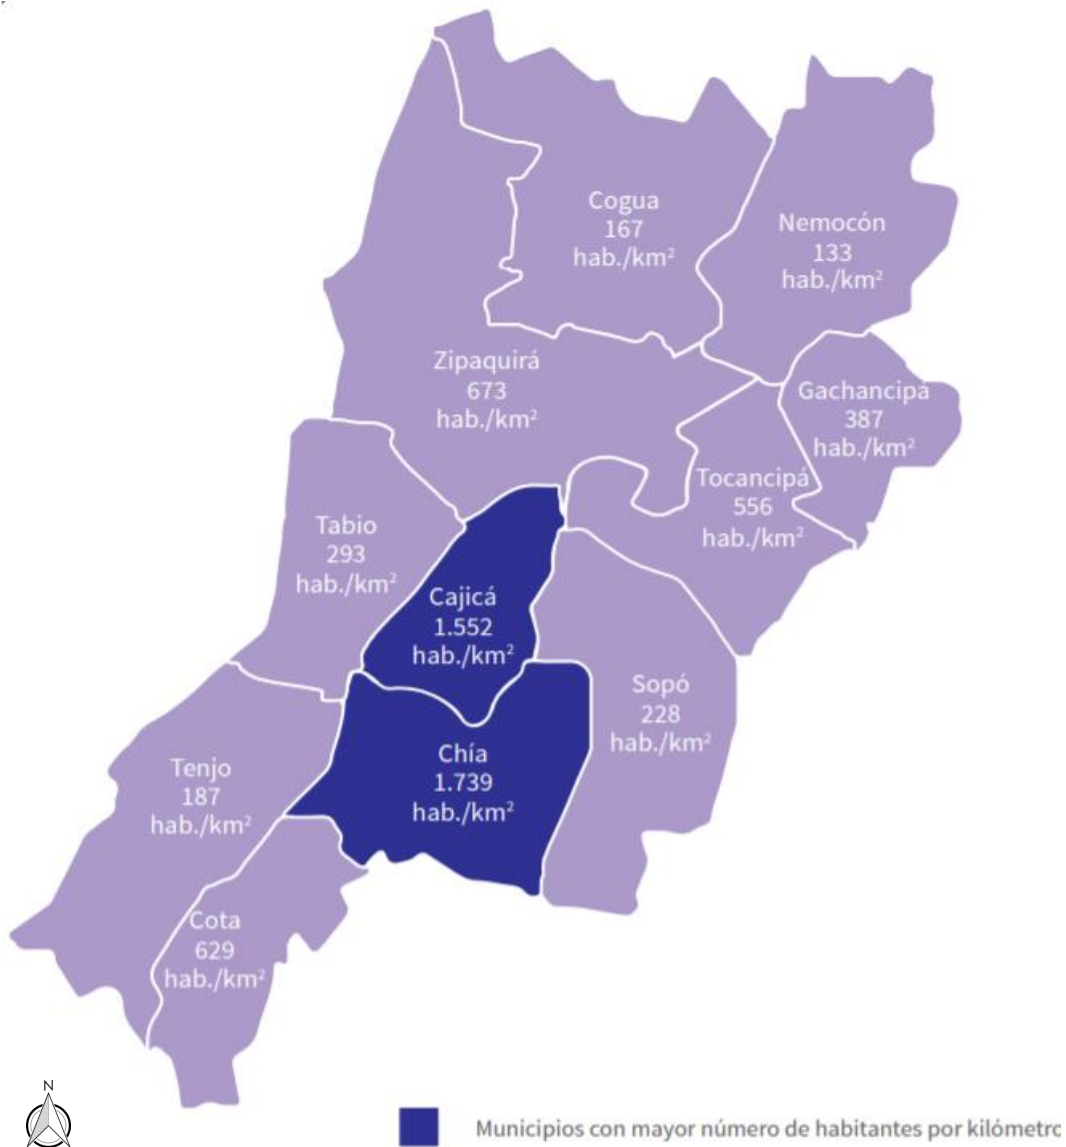 Cogua
167
hab./km²
Nemocón
133
hab./km²
Zipaquirá
673
hab./km²
Gachancipá
387
hab./km²
Tocancipá
556
hab./km²
Tabio
293
hab./km²
Cajicá
1.552
hab./km²
Sopó
228
hab./km²
Chía
1.739
hab./km²
Tenjo
187
hab./km²
Cota
629
hab./km²
N
Municipios con mayor número de habitantes por kilómetro